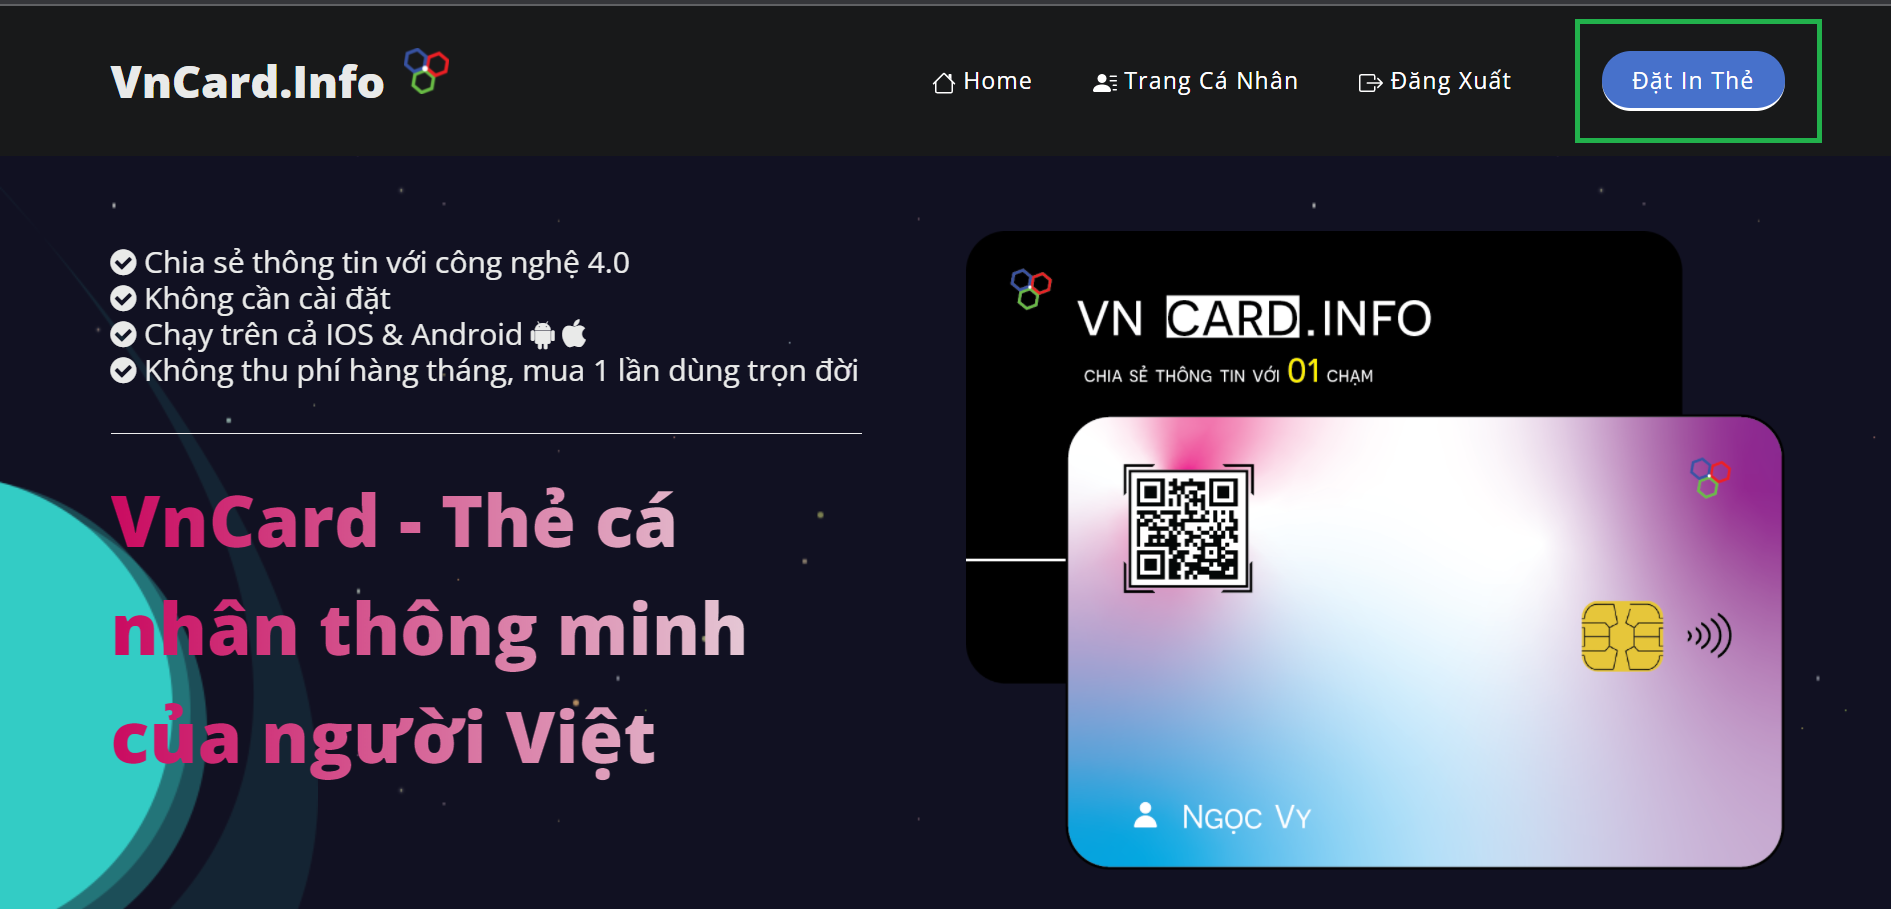 VnCard.Info
Home
Trang Cá Nhân
Đăng Xuất
Đặt In Thẻ
Chia sẻ thông tin với công nghệ 4.0
Không cần cài đặt
Chạy trên cả IOS & Android
Không thu phí hàng tháng, mua 1 lần dùng trọn đời
VnCard - Thẻ cá
nhân thông minh
của người Việt
VN CARD.INFO
CHIA SẺ THÔNG TIN VỚI 01 CHẠM
NGỌC VY